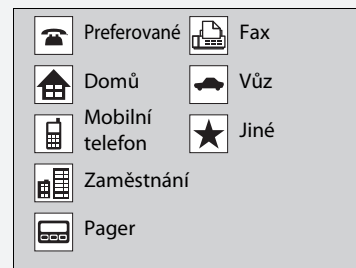 Preferované
Domů
Mobilní
telefon
Zaměstnání
Pager
Fax
Vůz
Jiné